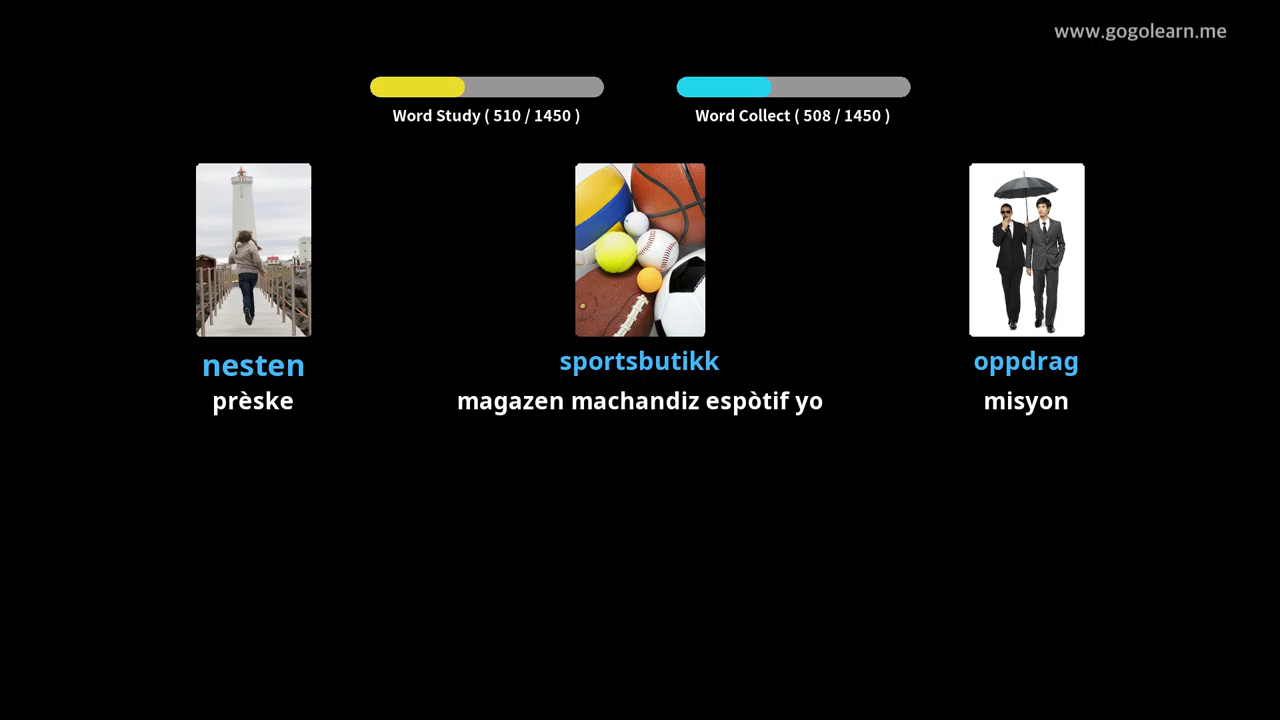 www.gogolearn.me
Word Study ( 510 / 1450 )
Word Collect ( 508 / 1450 )
nesten
prèske
sportsbutikk
magazen machandiz espòtif yo
oppdrag
misyon